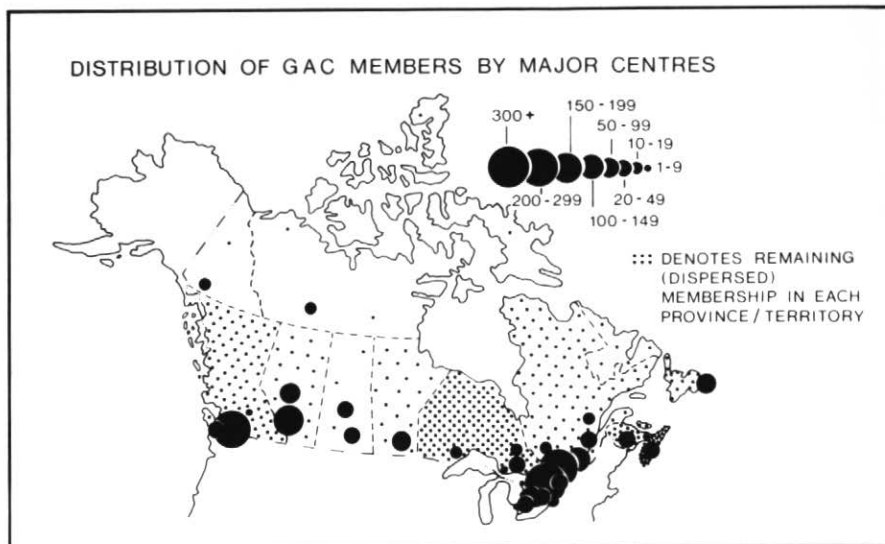 DISTRIBUTION OF GAC MEMBERS BY MAJOR CENTRES
300 +
150 - 199
50 - 99
10 - 19
1 - 9
200 - 299
20 - 49
100 - 149
DENOTES REMAINING
(DISPERSED)
MEMBERSHIP IN EACH
PROVINCE / TERRITORY